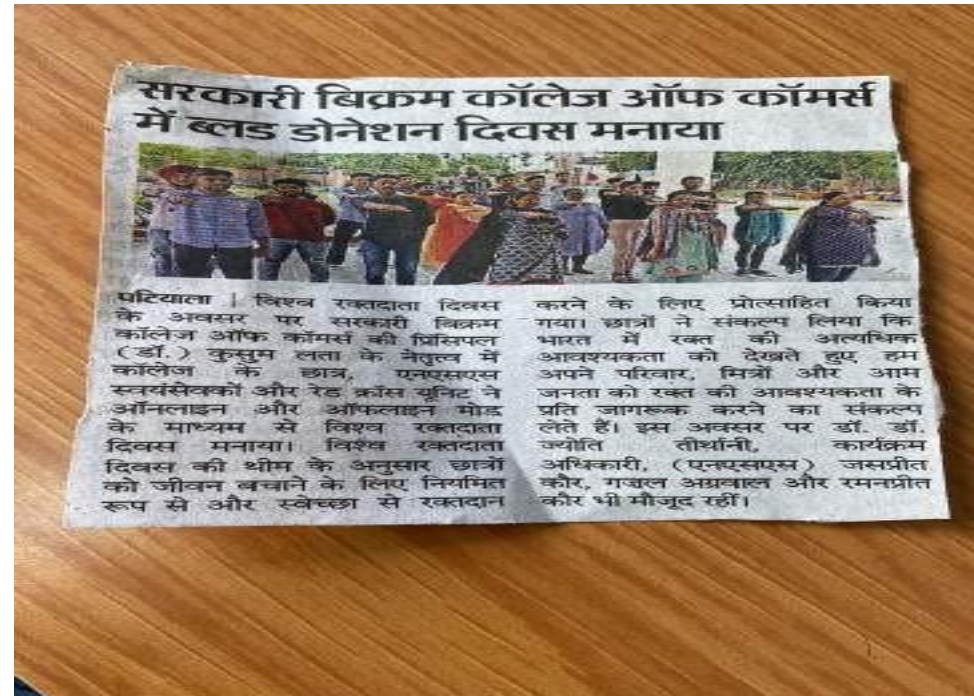 सरकारी बिक्रम कॉलेज ऑफ कॉमर्स
में ब्लड डोनेशन दिवस मनाया
पटियाला | विश्व रक्तदाता दिवस
के अवसर पर सरकारी बिक्रम
कॉलेज ऑफ कॉमर्स की प्रिंसिपल
(डॉ.) कुसुम लता के नेतृत्व में
कॉलेज के छात्र, एनएसएस
स्वयंसेवकों और रेड क्रॉस यूनिट ने
ऑनलाइन और ऑफलाइन मोड
के माध्यम से विश्व रक्तदाता
दिवस मनाया। विश्व रक्तदाता
दिवस की थीम के अनुसार छात्रों
को जीवन बचाने के लिए नियमित
रूप से और स्वेच्छा से रक्तदान
करने के लिए प्रोत्साहित किया
गया। छात्रों ने संकल्प लिया कि
भारत में रक्त की अत्यधिक
आवश्यकता को देखते हुए हम
अपने परिवार, मित्रों और आम
जनता को रक्त की आवश्यकता के
प्रति जागरूक करने का संकल्प
लेते हैं। इस अवसर पर डॉ. डॉ.
ज्योति तीर्थानी, कार्यक्रम
अधिकारी, (एनएसएस) जसप्रीत
कौर, गज़ल अग्रवाल और रमनप्रीत
कौर भी मौजूद रहीं।